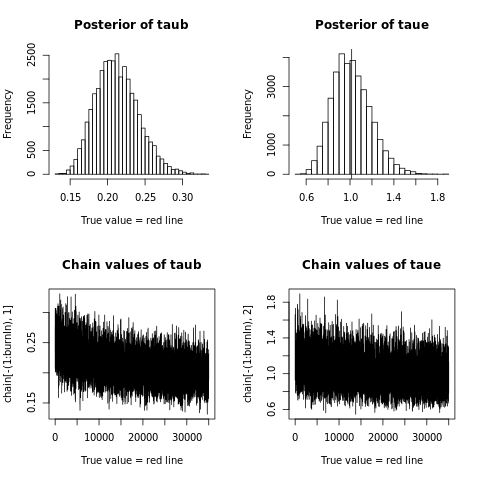 Posterior of taub
Frequency
0 500 1500 2500
0.15 0.20 0.25 0.30
True value = red line
Posterior of taue
Frequency
0 1000 3000
0.6 1.0 1.4 1.8
True value = red line
Chain values of taub
chain[-(1:burnIn), 1]
0.15 0.25
0 10000 20000 30000
True value = red line
Chain values of taue
chain[-(1:burnIn), 2]
0.6 1.0 1.4 1.8
0 10000 20000 30000
True value = red line